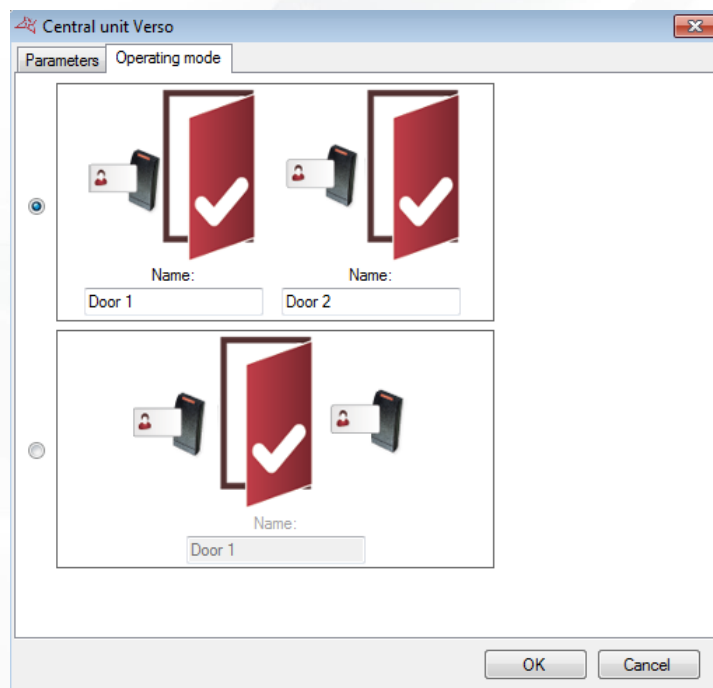 Central unit Verso
Parameters Operating mode
Name: Name:
Door 1 Door 2
Name:
Door 1
OK Cancel